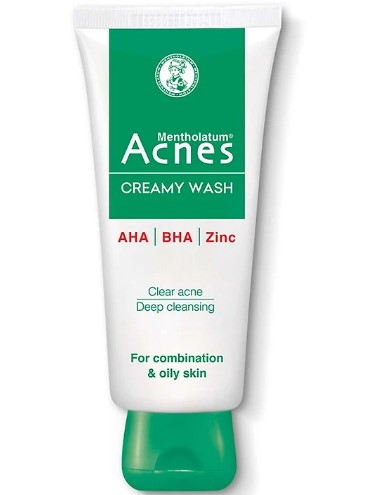 Mentholatum®
Acnes
CREAMY WASH
AHA | BHA | Zinc
Clear acne
Deep cleansing
For combination
& oily skin